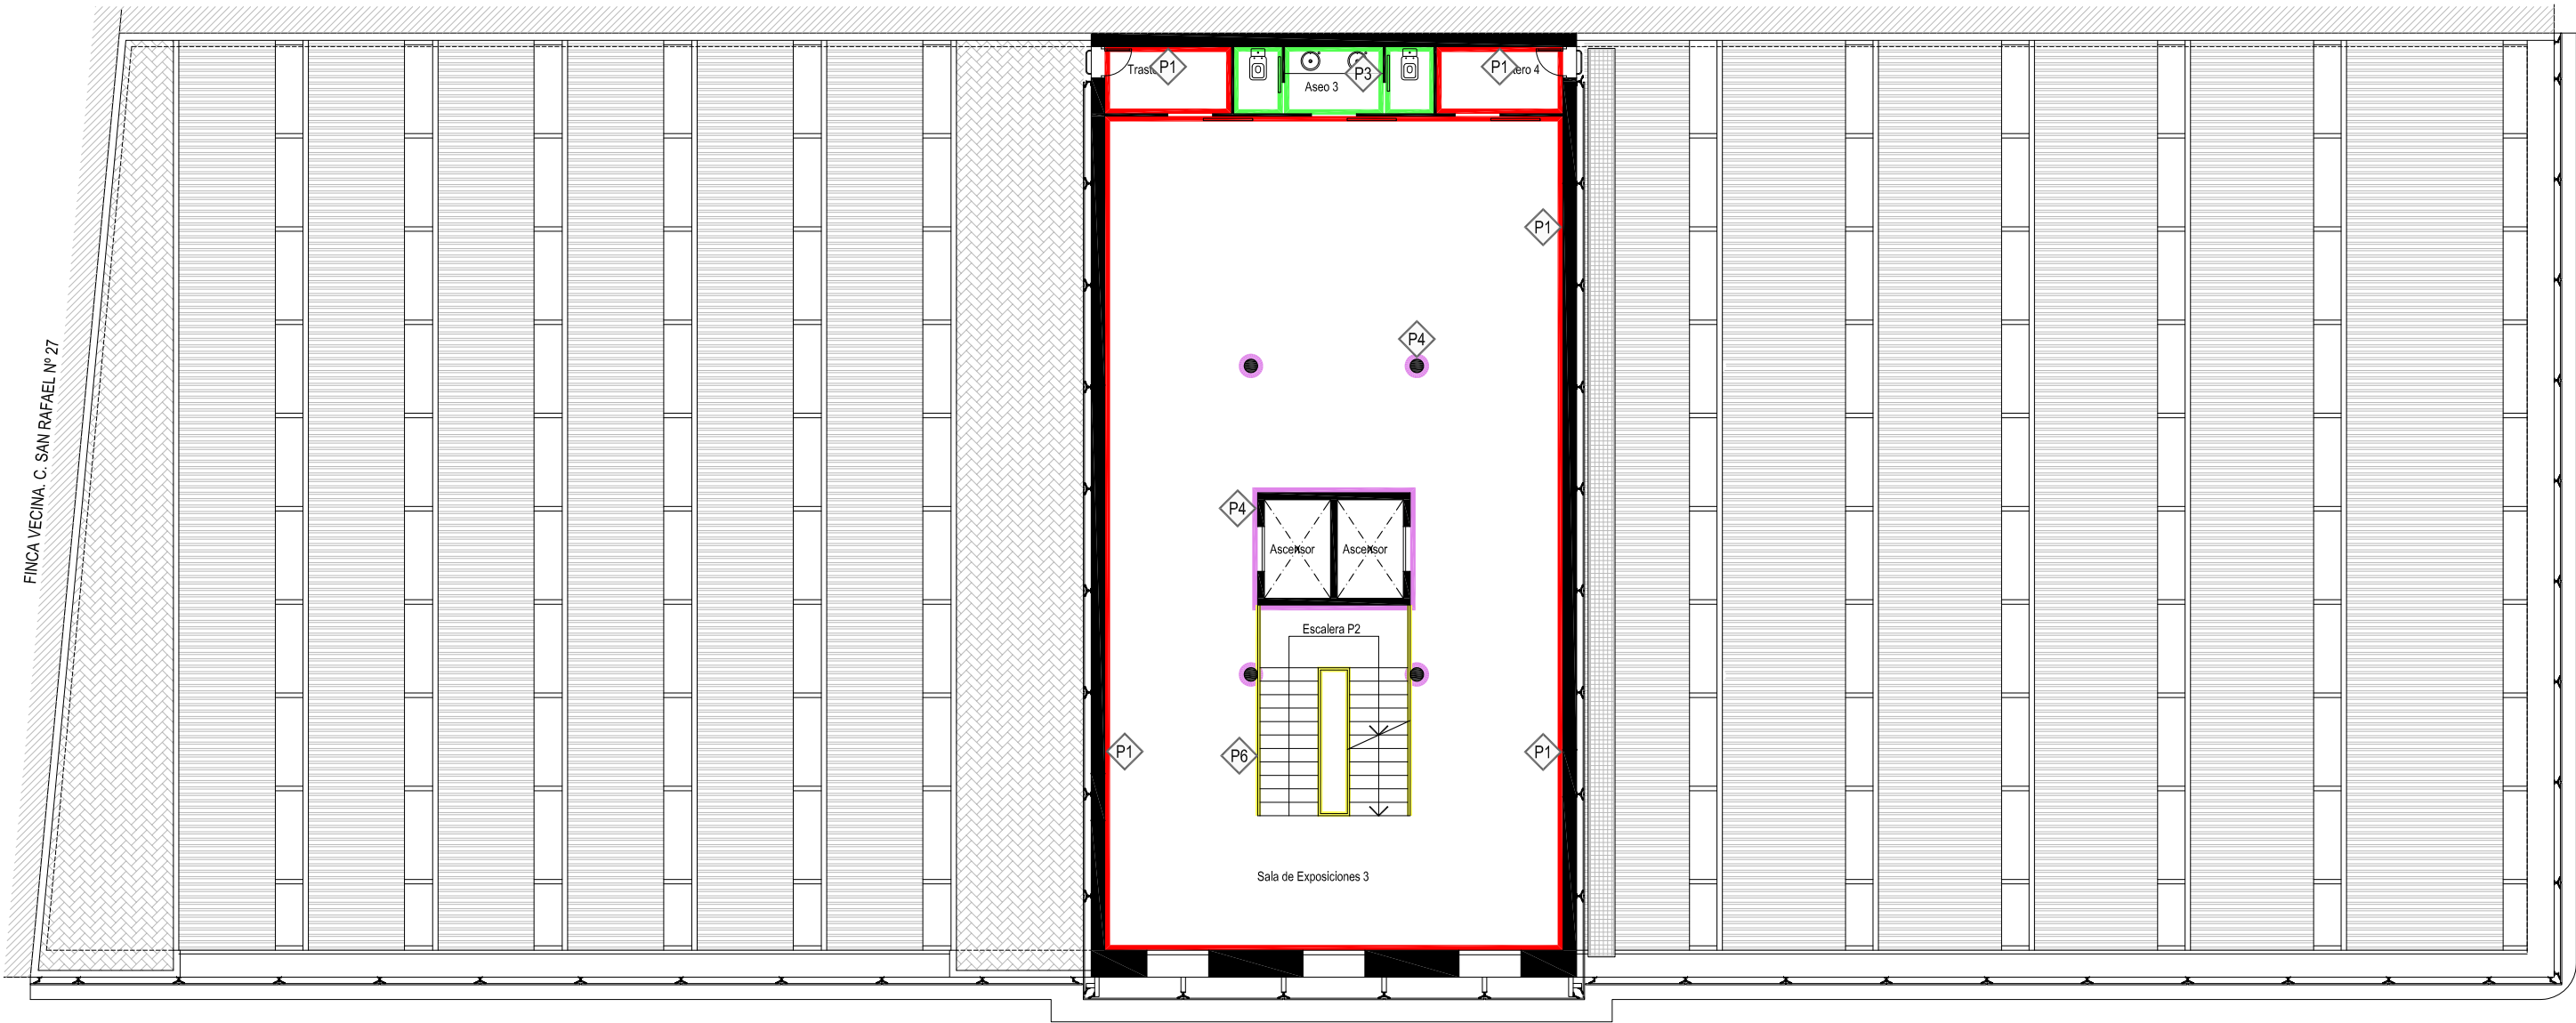 P1
P3
P1
Aseo 3
P1
P4
FINCA VECINA. C. SAN RAFAEL Nº 27
P4
Ascensor
Ascensor
Escalera P2
P1
P6
P1
Sala de Exposiciones 3